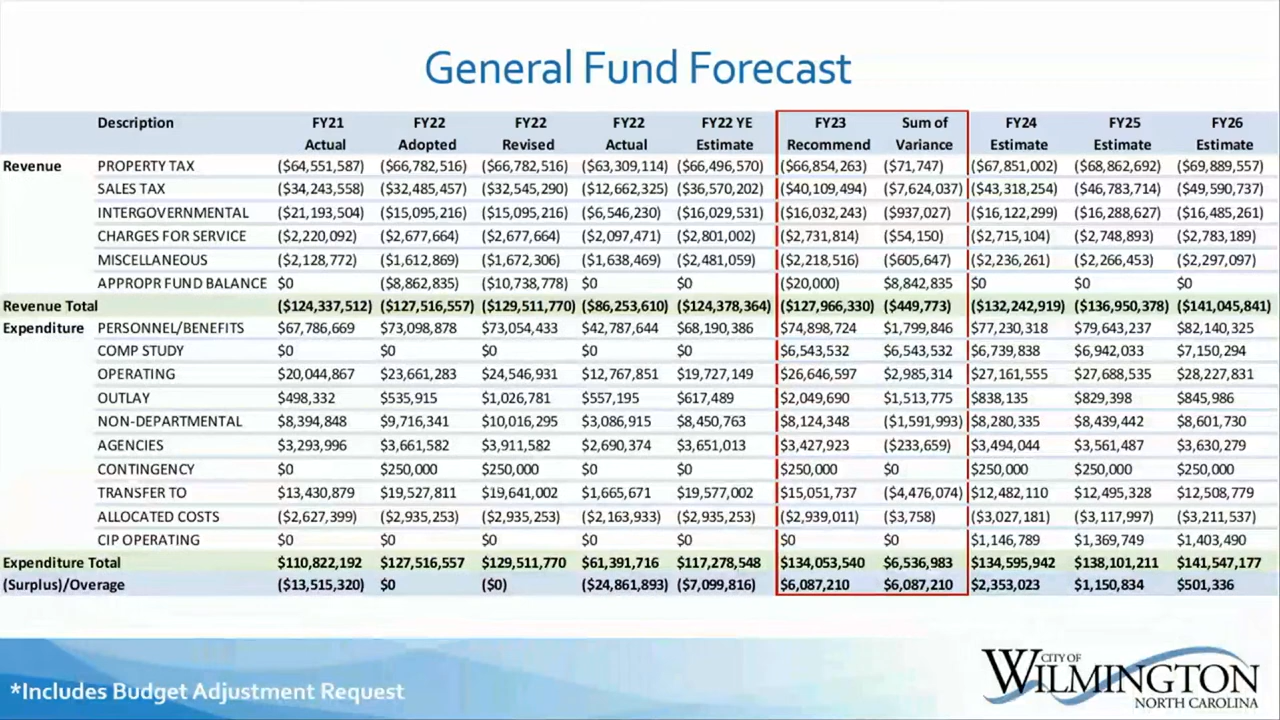 General Fund Forecast
Description FY21 FY22 FY22 FY22 FY22 YE FY23 Sum of FY24 FY25 FY26
Actual Adopted Revised Actual Estimate Recommend Variance Estimate Estimate Estimate
Revenue PROPERTY TAX ($64,551,587) ($66,782,516) ($66,782,516) ($63,309,114) ($66,496,570) ($66,854,263) ($71,747) ($67,851,002) ($68,862,692) ($69,889,557)
SALES TAX ($34,243,558) ($32,485,457) ($32,545,290) ($12,662,325) ($36,570,202) ($40,109,494) ($7,624,037) ($43,318,254) ($46,783,714) ($49,590,737)
INTERGOVERNMENTAL ($21,193,504) ($15,095,216) ($15,095,216) ($6,546,230) ($16,029,531) ($16,032,243) ($937,027) ($16,122,299) ($16,288,627) ($16,485,261)
CHARGES FOR SERVICE ($2,220,092) ($2,677,664) ($2,677,664) ($2,097,471) ($2,801,002) ($2,731,814) ($54,150) ($2,715,104) ($2,748,893) ($2,783,189)
MISCELLANEOUS ($2,128,772) ($1,612,869) ($1,672,306) ($1,638,469) ($2,481,059) ($2,218,516) ($605,647) ($2,236,261) ($2,266,453) ($2,297,097)
APPROPR FUND BALANCE $0 ($8,862,835) ($10,738,778) $0 $0 ($20,000) $8,842,835 $0 $0 $0
Revenue Total ($124,337,512) ($127,516,557) ($129,511,770) ($86,253,610) ($124,378,364) ($127,966,330) ($449,773) ($132,242,919) ($136,950,378) ($141,045,841)
Expenditure PERSONNEL/BENEFITS $67,786,669 $73,098,878 $73,054,433 $42,787,644 $68,190,386 $74,898,724 $1,799,846 $77,230,318 $79,643,237 $82,140,325
COMP STUDY $0 $0 $0 $0 $0 $6,543,532 $6,543,532 $6,739,838 $6,942,033 $7,150,294
OPERATING $20,044,867 $23,661,283 $24,546,931 $12,767,851 $19,727,149 $26,646,597 $2,985,314 $27,161,555 $27,688,535 $28,227,831
OUTLAY $498,332 $535,915 $1,026,781 $557,195 $617,489 $2,049,690 $1,513,775 $838,135 $829,398 $845,986
NON-DEPARTMENTAL $8,394,848 $9,716,341 $10,016,295 $3,086,915 $8,450,763 $8,124,348 ($1,591,993) $8,280,335 $8,439,442 $8,601,730
AGENCIES $3,293,996 $3,661,582 $3,911,582 $2,690,374 $3,651,013 $3,427,923 ($233,659) $3,494,044 $3,561,487 $3,630,279
CONTINGENCY $0 $250,000 $250,000 $0 $0 $250,000 $0 $250,000 $250,000 $250,000
TRANSFER TO $13,430,879 $19,527,811 $19,641,002 $1,665,671 $19,577,002 $15,051,737 ($4,476,074) $12,482,110 $12,495,328 $12,508,779
ALLOCATED COSTS ($2,627,399) ($2,935,253) ($2,935,253) ($2,163,933) ($2,935,253) ($2,939,011) ($3,758) ($3,027,181) ($3,117,997) ($3,211,537)
CIP OPERATING $0 $0 $0 $0 $0 $0 $0 $1,146,789 $1,369,749 $1,403,490
Expenditure Total $110,822,192 $127,516,557 $129,511,770 $61,391,716 $117,278,548 $134,053,540 $6,536,983 $134,595,942 $138,101,211 $141,547,177
(Surplus)/Overage ($13,515,320) $0 ($0) ($24,861,893) ($7,099,816) $6,087,210 $6,087,210 $2,353,023 $1,150,834 $501,336
*Includes Budget Adjustment Request
CITY OF
WILMINGTON
NORTH CAROLINA